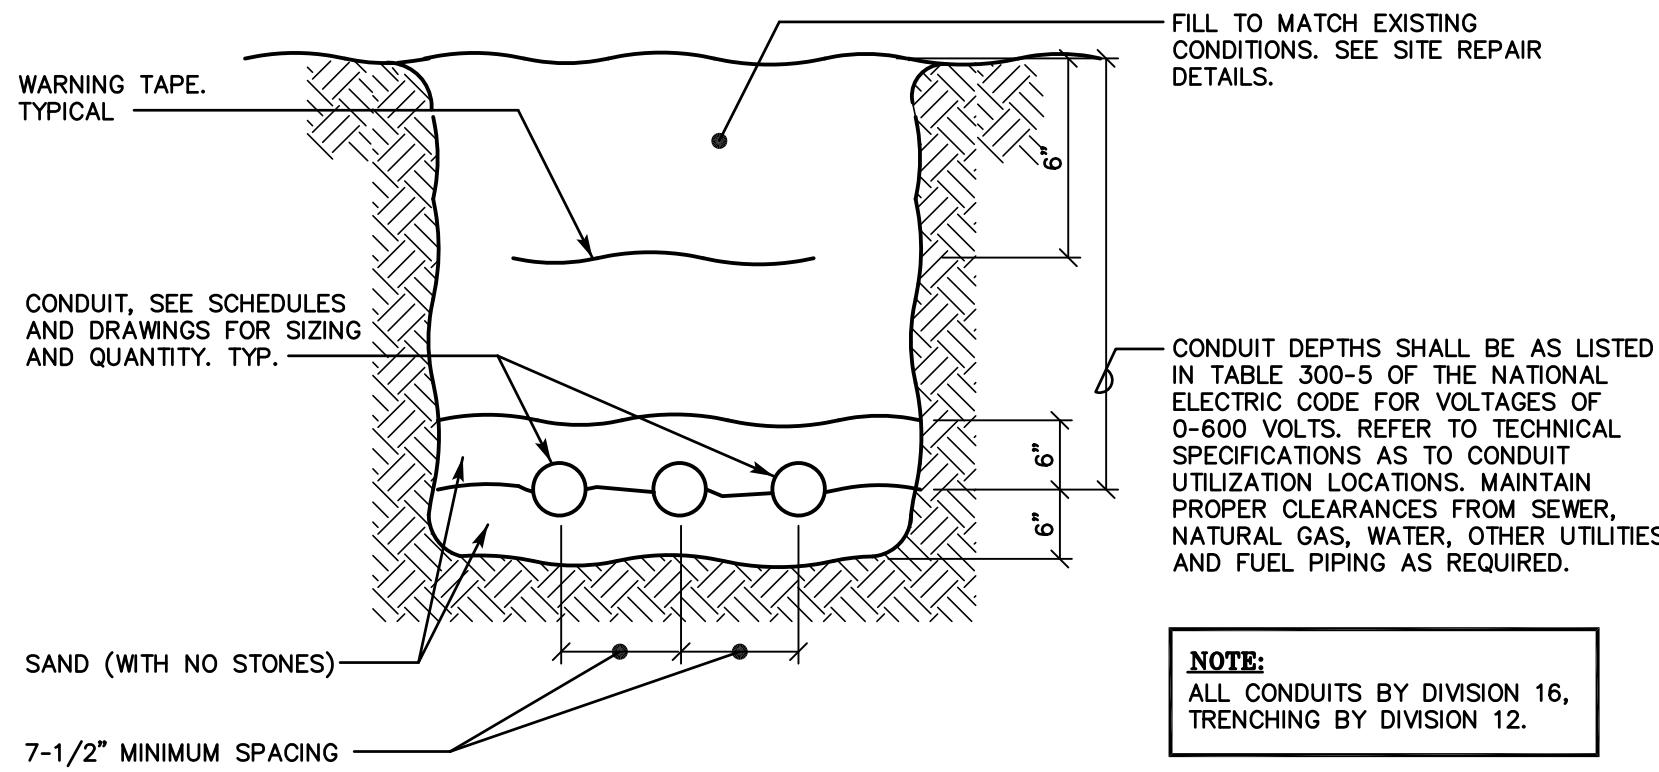 FILL TO MATCH EXISTING
CONDITIONS. SEE SITE REPAIR
DETAILS.
WARNING TAPE.
TYPICAL
6"
CONDUIT, SEE SCHEDULES
AND DRAWINGS FOR SIZING
AND QUANTITY. TYP.
CONDUIT DEPTHS SHALL BE AS LISTED
IN TABLE 300-5 OF THE NATIONAL
ELECTRIC CODE FOR VOLTAGES OF
0-600 VOLTS. REFER TO TECHNICAL
SPECIFICATIONS AS TO CONDUIT
UTILIZATION LOCATIONS. MAINTAIN
PROPER CLEARANCES FROM SEWER,
NATURAL GAS, WATER, OTHER UTILITIES
AND FUEL PIPING AS REQUIRED.
6"
6"
SAND (WITH NO STONES)
7-1/2" MINIMUM SPACING
NOTE:
ALL CONDUITS BY DIVISION 16,
TRENCHING BY DIVISION 12.